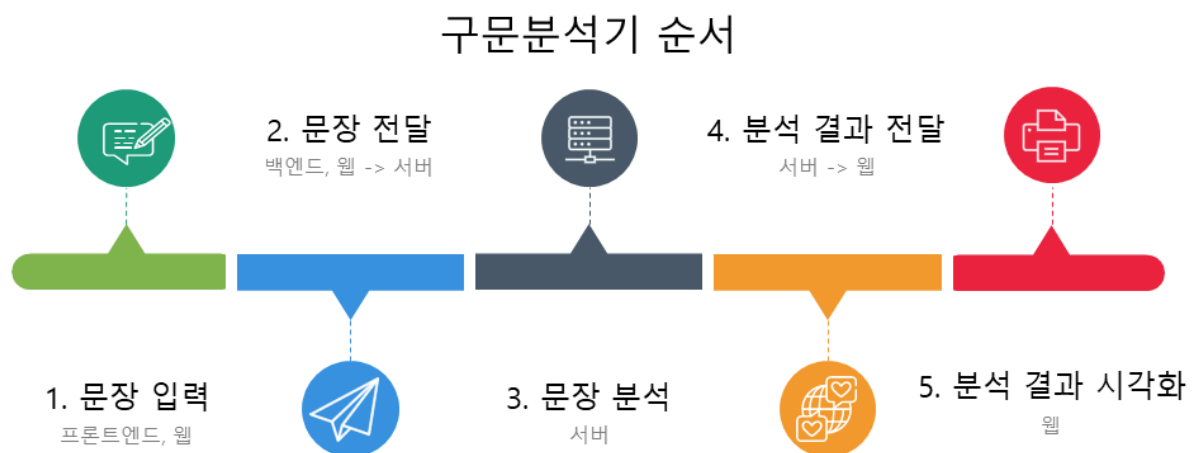 구문분석기 순서
1. 문장 입력
프론트엔드, 웹
2. 문장 전달
백엔드, 웹 -> 서버
3. 문장 분석
서버
4. 분석 결과 전달
서버 -> 웹
5. 분석 결과 시각화
웹